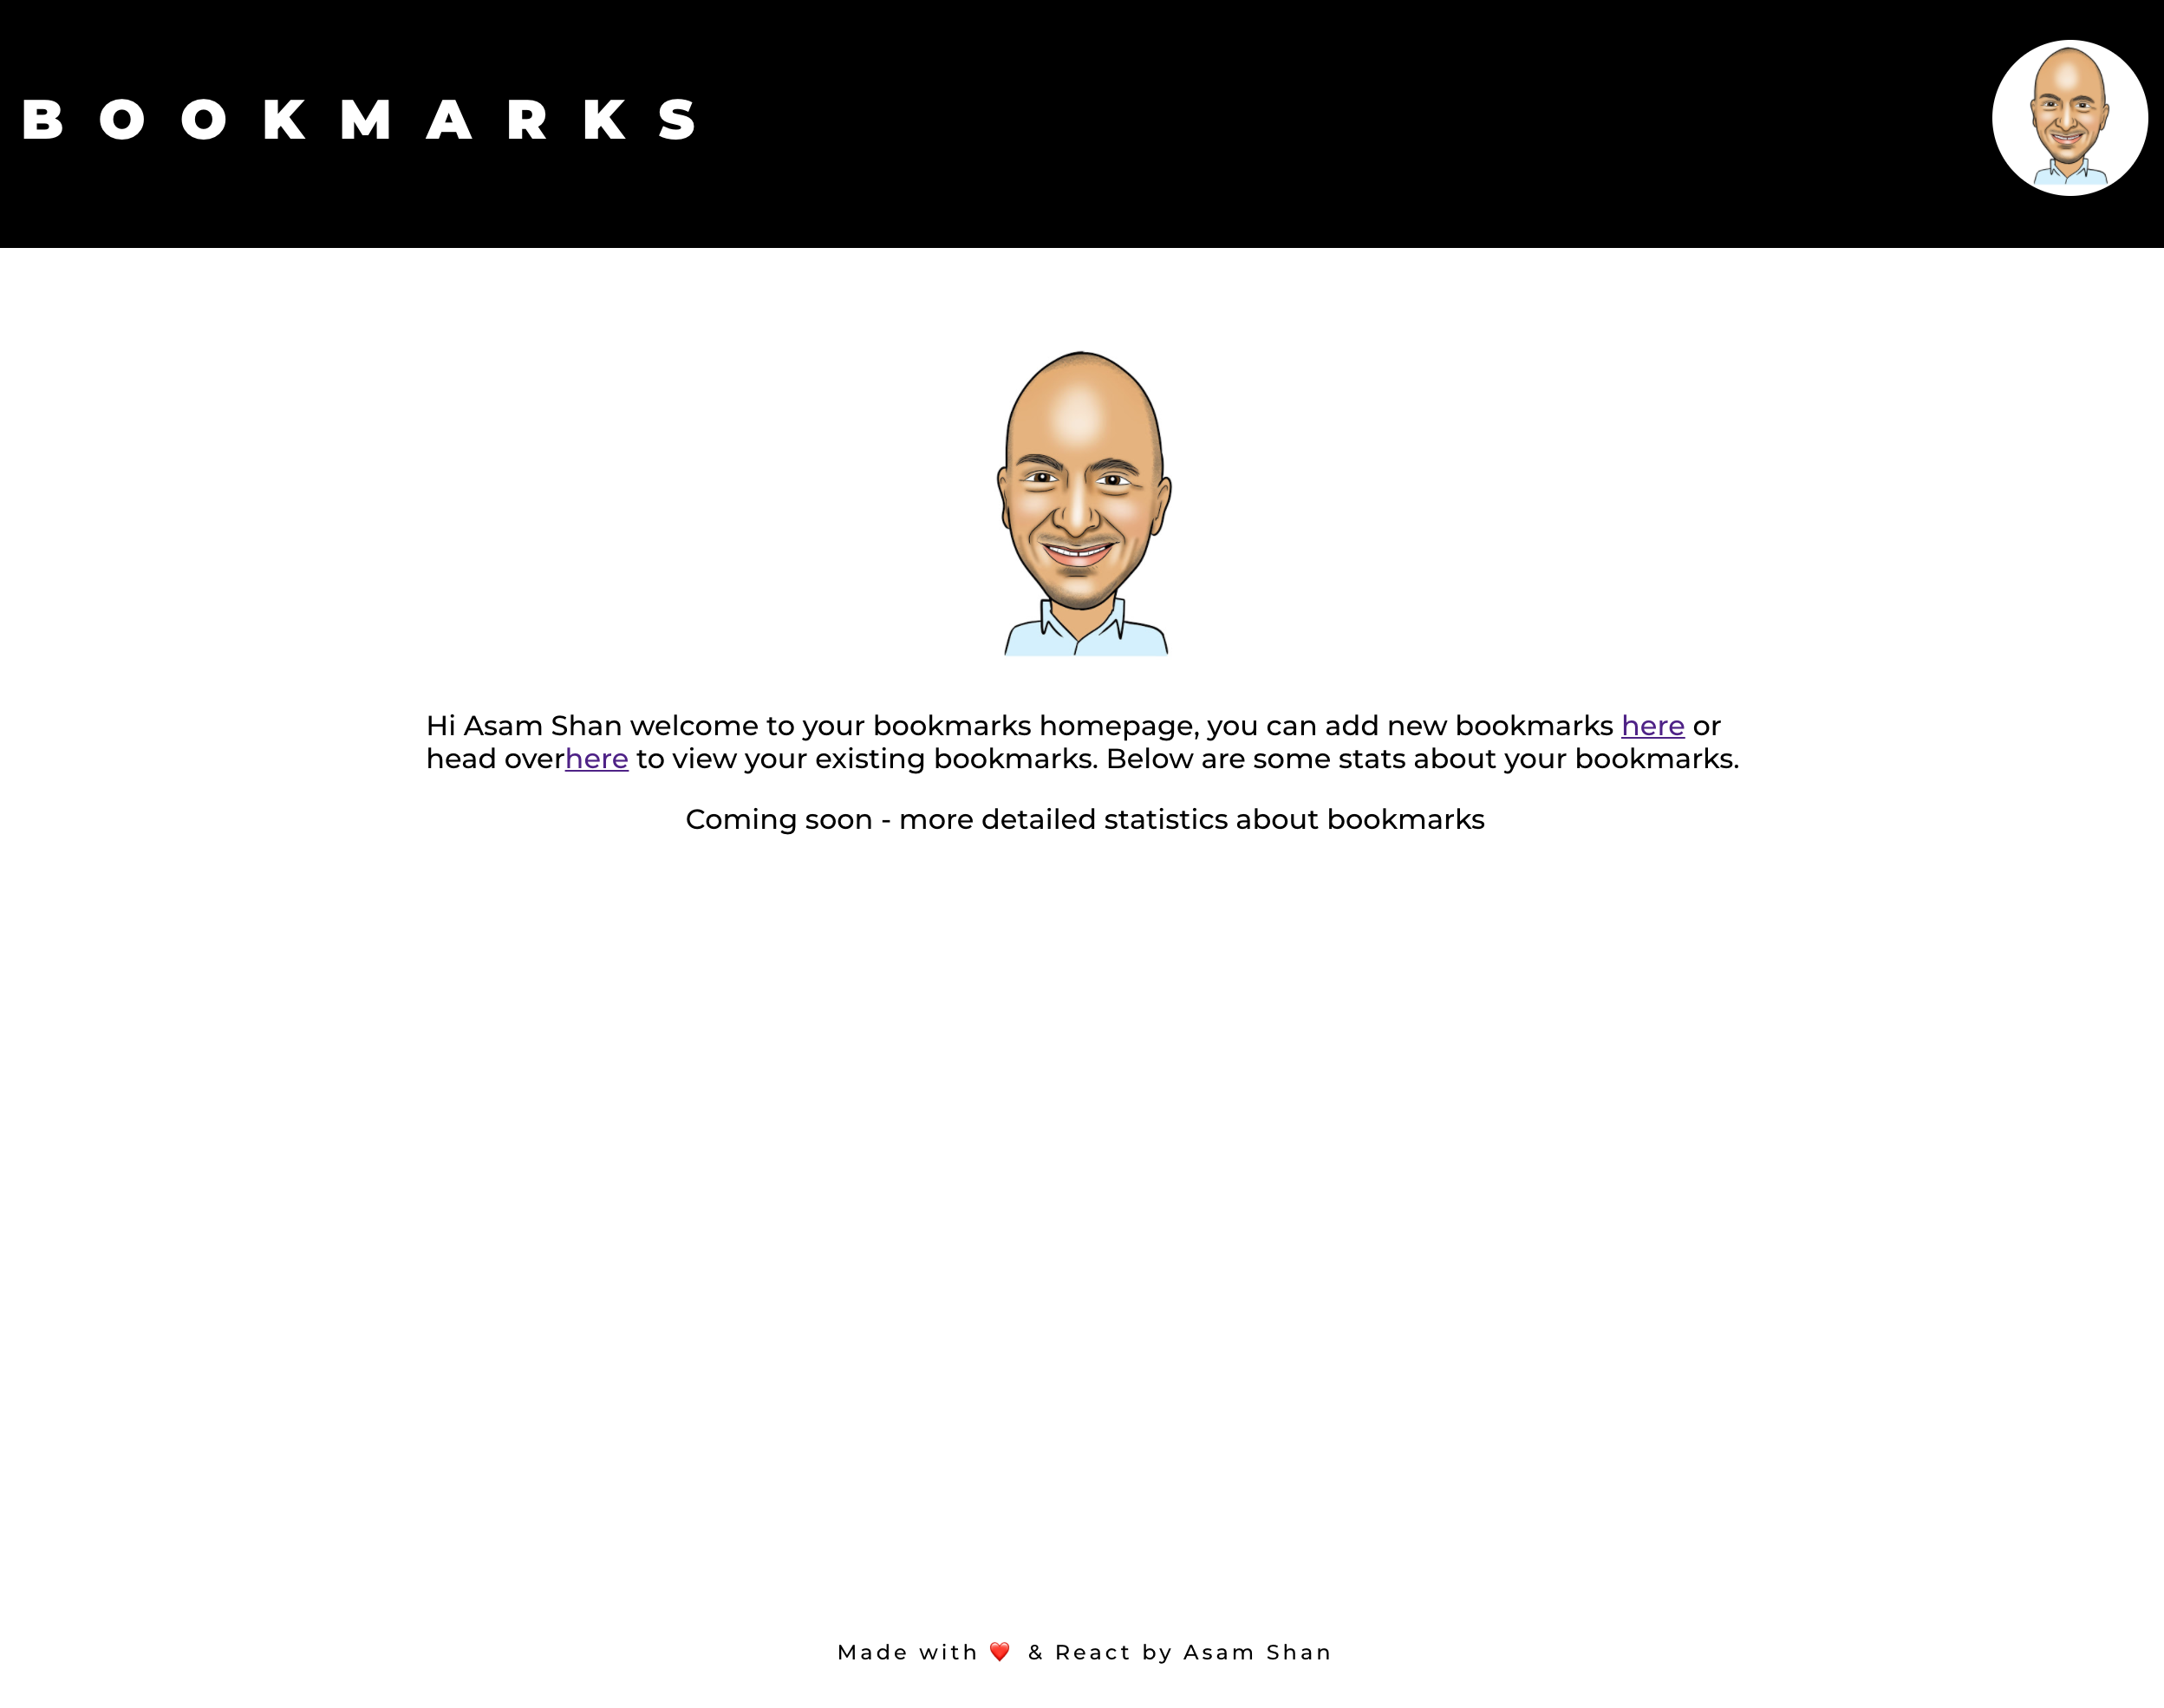 BOOKMARKS
Hi Asam Shan welcome to your bookmarks homepage, you can add new bookmarks here or
head overhere to view your existing bookmarks. Below are some stats about your bookmarks.
Coming soon - more detailed statistics about bookmarks
Made with ❤️ & React by Asam Shan